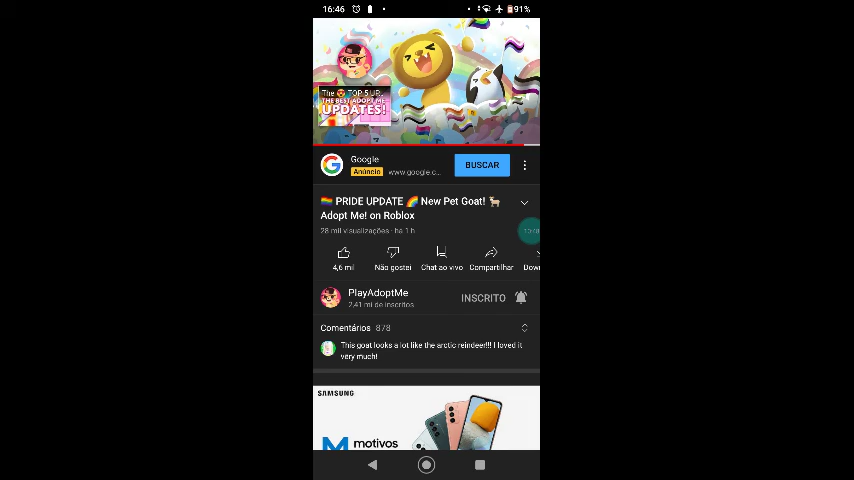 16:46
91%
The 😍 TOP 5 UP...
THE BEST ADOPT ME
UPDATES!
Google
Anúncio www.google.c...
BUSCAR
🏳️‍🌈 PRIDE UPDATE 🌈 New Pet Goat! 🐐
Adopt Me! on Roblox
28 mil visualizações · há 1 h
4,6 mil
Não gostei
Chat ao vivo
Compartilhar
Down
PlayAdoptMe
2,41 mi de inscritos
INSCRITO
Comentários 878
This goat looks a lot like the arctic reindeer!!! I loved it
very much!
SAMSUNG
motivos